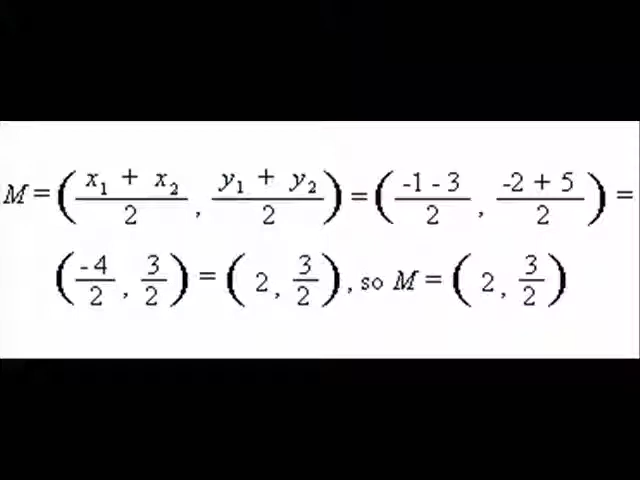 M = ( x₁ + x₂ / 2 , y₁ + y₂ / 2 ) = ( -1 - 3 / 2 , -2 + 5 / 2 ) =
( -4 / 2 , 3 / 2 ) = ( 2 , 3 / 2 ) , so M = ( 2 , 3 / 2 )